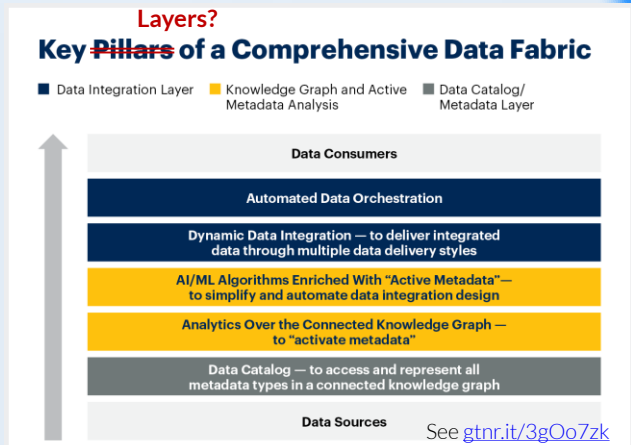 Layers?
Key Pillars of a Comprehensive Data Fabric
Data Integration Layer
Knowledge Graph and Active
Metadata Analysis
Data Catalog/
Metadata Layer
Data Consumers
Automated Data Orchestration
Dynamic Data Integration — to deliver integrated
data through multiple data delivery styles
AI/ML Algorithms Enriched With “Active Metadata”—
to simplify and automate data integration design
Analytics Over the Connected Knowledge Graph —
to “activate metadata”
Data Catalog — to access and represent all
metadata types in a connected knowledge graph
Data Sources
See gtnr.it/3gOo7zk